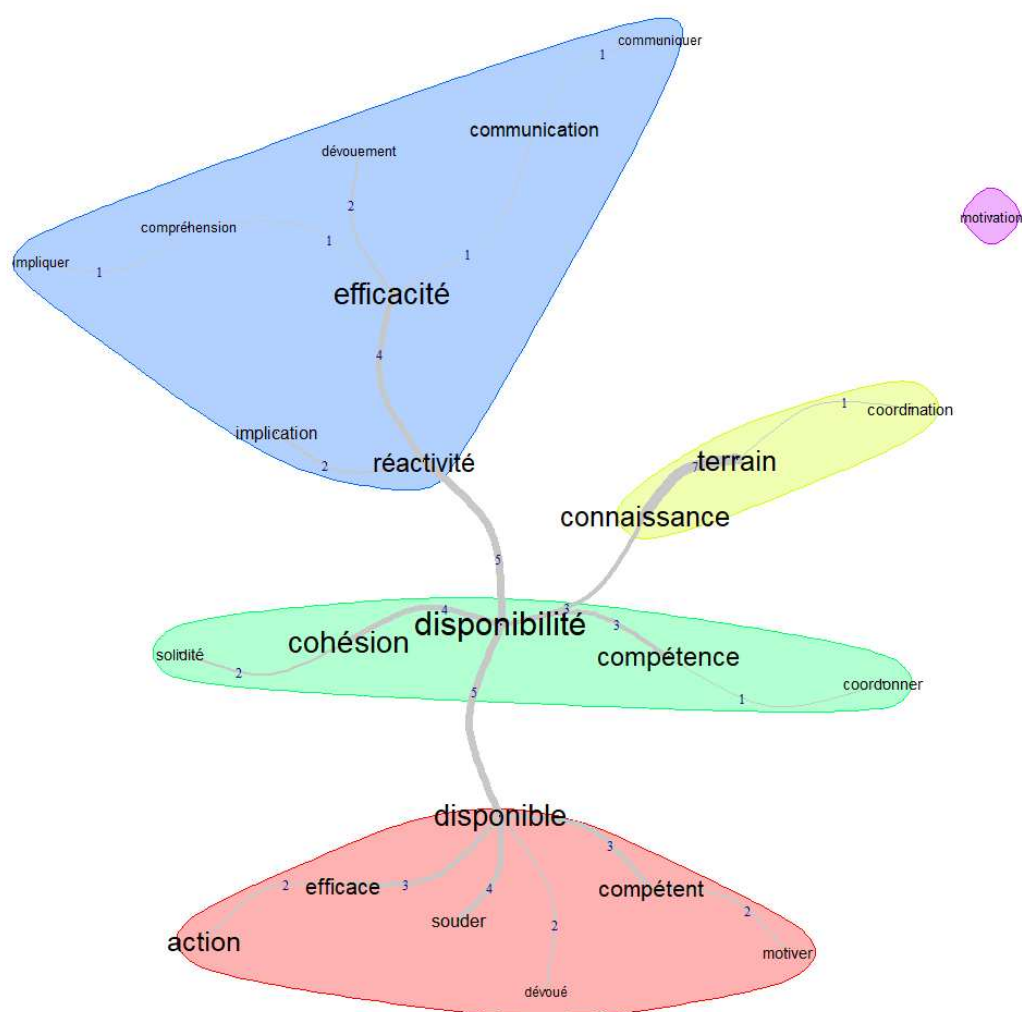 communiquer
1
communication
dévouement
2
motivation
compréhension
1
1
impliquer
1
efficacité
4
coordination
1
implication
réactivité
2
terrain
7
connaissance
5
4
disponibilité
3
3
cohésion
compétence
solidité
2
1
coordonner
5
disponible
3
2
efficace
3
4
compétent
2
souder
2
action
motiver
dévoué